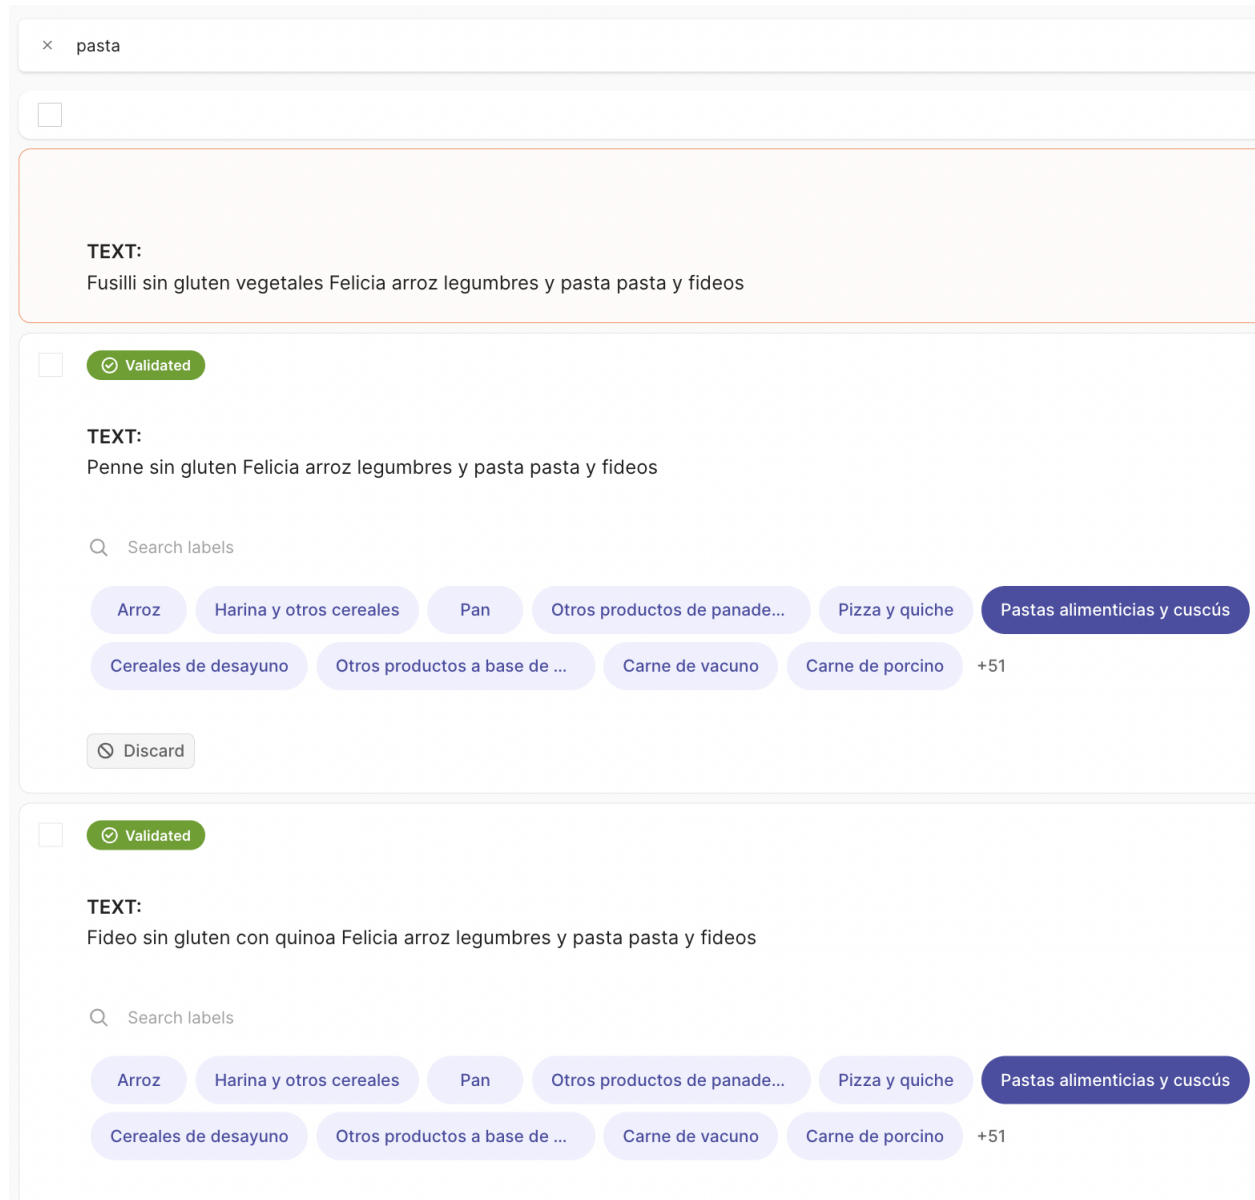 pasta
TEXT:
Fusilli sin gluten vegetales Felicia arroz legumbres y pasta pasta y fideos
Validated
TEXT:
Penne sin gluten Felicia arroz legumbres y pasta pasta y fideos
Search labels
Arroz Harina y otros cereales Pan Otros productos de panade... Pizza y quiche Pastas alimenticias y cuscús
Cereales de desayuno Otros productos a base de ... Carne de vacuno Carne de porcino +51
Discard
Validated
TEXT:
Fideo sin gluten con quinoa Felicia arroz legumbres y pasta pasta y fideos
Search labels
Arroz Harina y otros cereales Pan Otros productos de panade... Pizza y quiche Pastas alimenticias y cuscús
Cereales de desayuno Otros productos a base de ... Carne de vacuno Carne de porcino +51